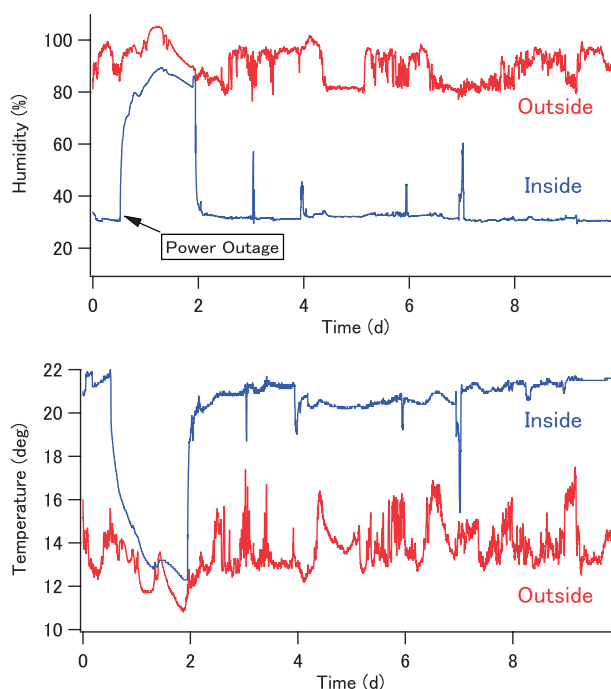 100
80
60
40
20
Humidity (%)
Outside
Inside
Power Outage
0
2
4
6
8
Time (d)
22
20
18
16
14
12
10
Temperature (deg)
Inside
Outside
0
2
4
6
8
Time (d)